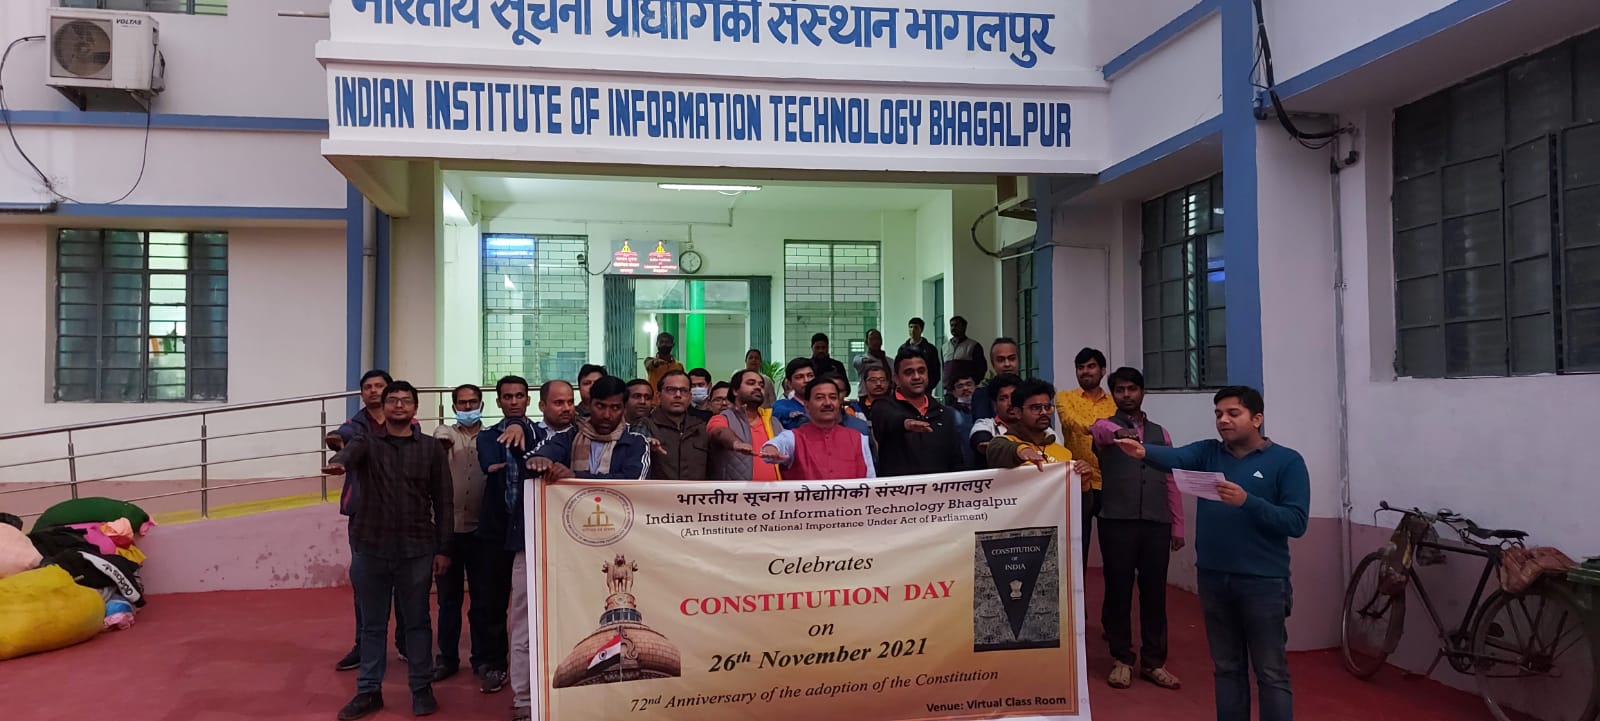 भारतीय सूचना प्रौद्योगिकी संस्थान भागलपुर
INDIAN INSTITUTE OF INFORMATION TECHNOLOGY BHAGALPUR
VOLTAS
भारतीय सूचना प्रौद्योगिकी संस्थान भागलपुर
Indian Institute of Information Technology Bhagalpur
(An Institute of National Importance Under Act of Parliament)
Celebrates
CONSTITUTION DAY
on
26th November 2021
72nd Anniversary of the adoption of the Constitution
Venue: Virtual Class Room
CONSTITUTION
OF
INDIA
adidas